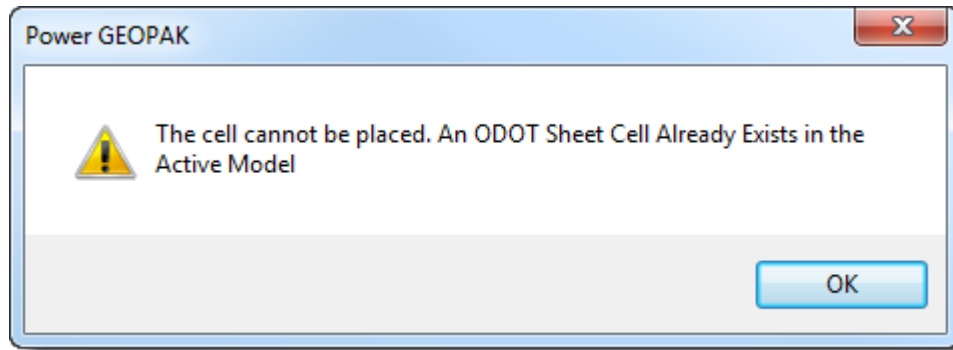 Power GEOPAK
The cell cannot be placed. An ODOT Sheet Cell Already Exists in the
Active Model
OK